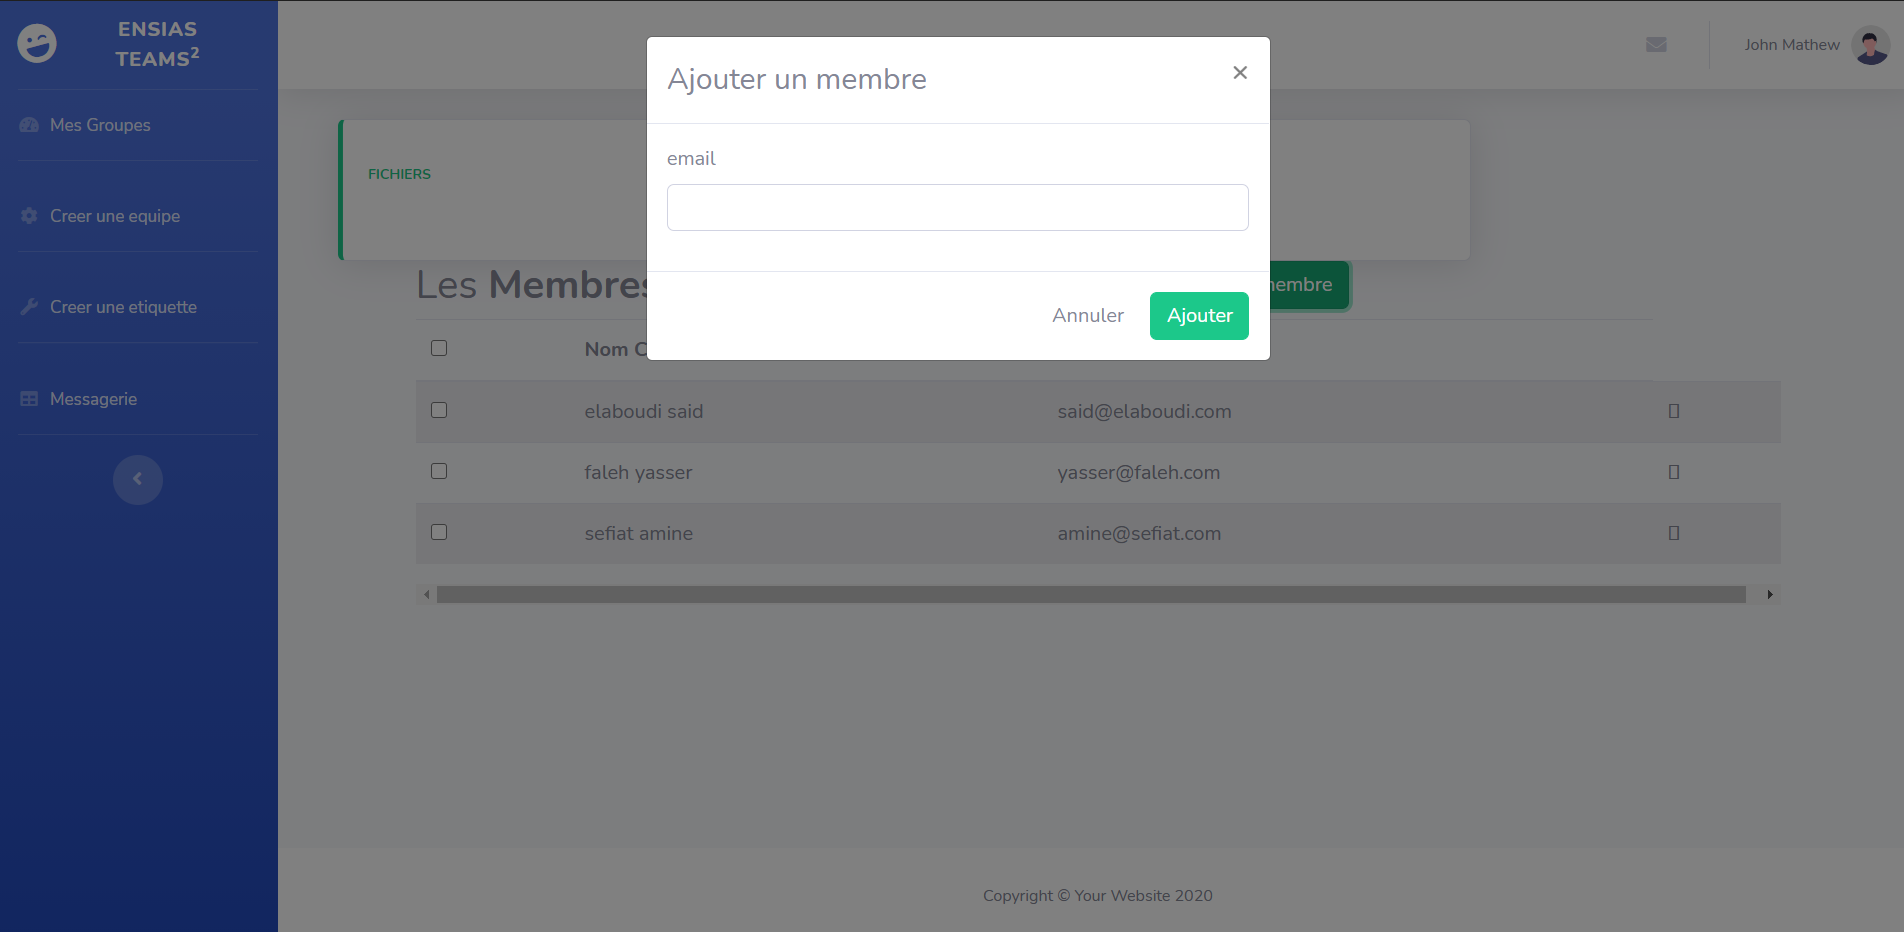 ENSIAS
TEAMS²
Mes Groupes
Creer une equipe
Creer une etiquette
Messagerie
John Mathew
Ajouter un membre
×
email
Annuler
Ajouter
FICHIERS
Les Membres
membre
Nom
elaboudi said said@elaboudi.com
faleh yasser yasser@faleh.com
sefiat amine amine@sefiat.com
Copyright © Your Website 2020